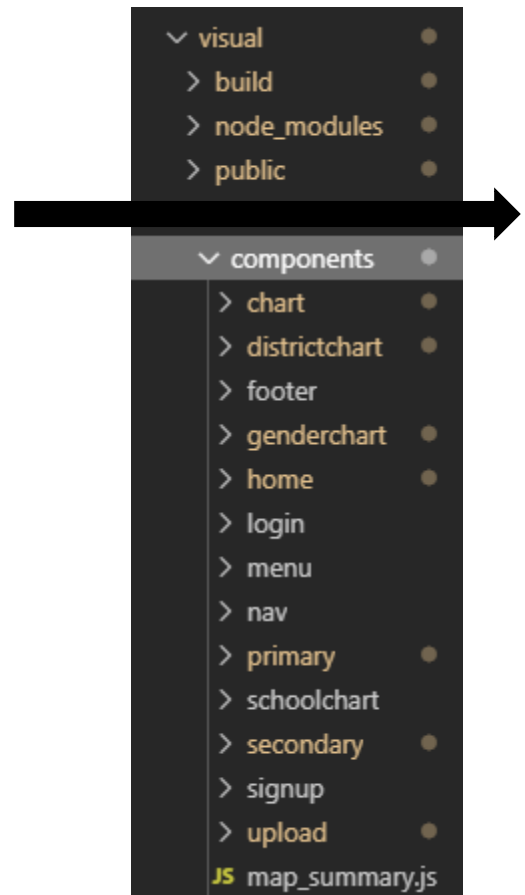 visual
build
node_modules
public
components
chart
districtchart
footer
genderchart
home
login
menu
nav
primary
schoolchart
secondary
signup
upload
JS map_summary.js